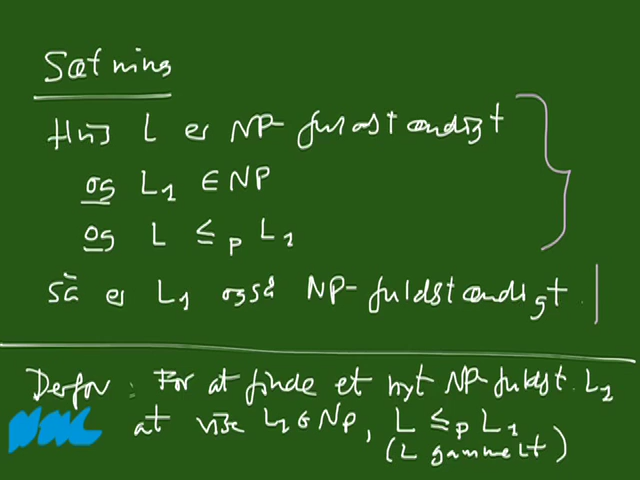 Sætning
Hvis L er NP-fuldstændigt
og L₁ ∈ NP
og L ≤ₚ L₁
så er L₁ også NP-fuldstændigt.
Derfor: For at finde et nyt NP-fuldst. L₁
at vise L₁ ∈ NP, L ≤ₚ L₁
(L gammelt)